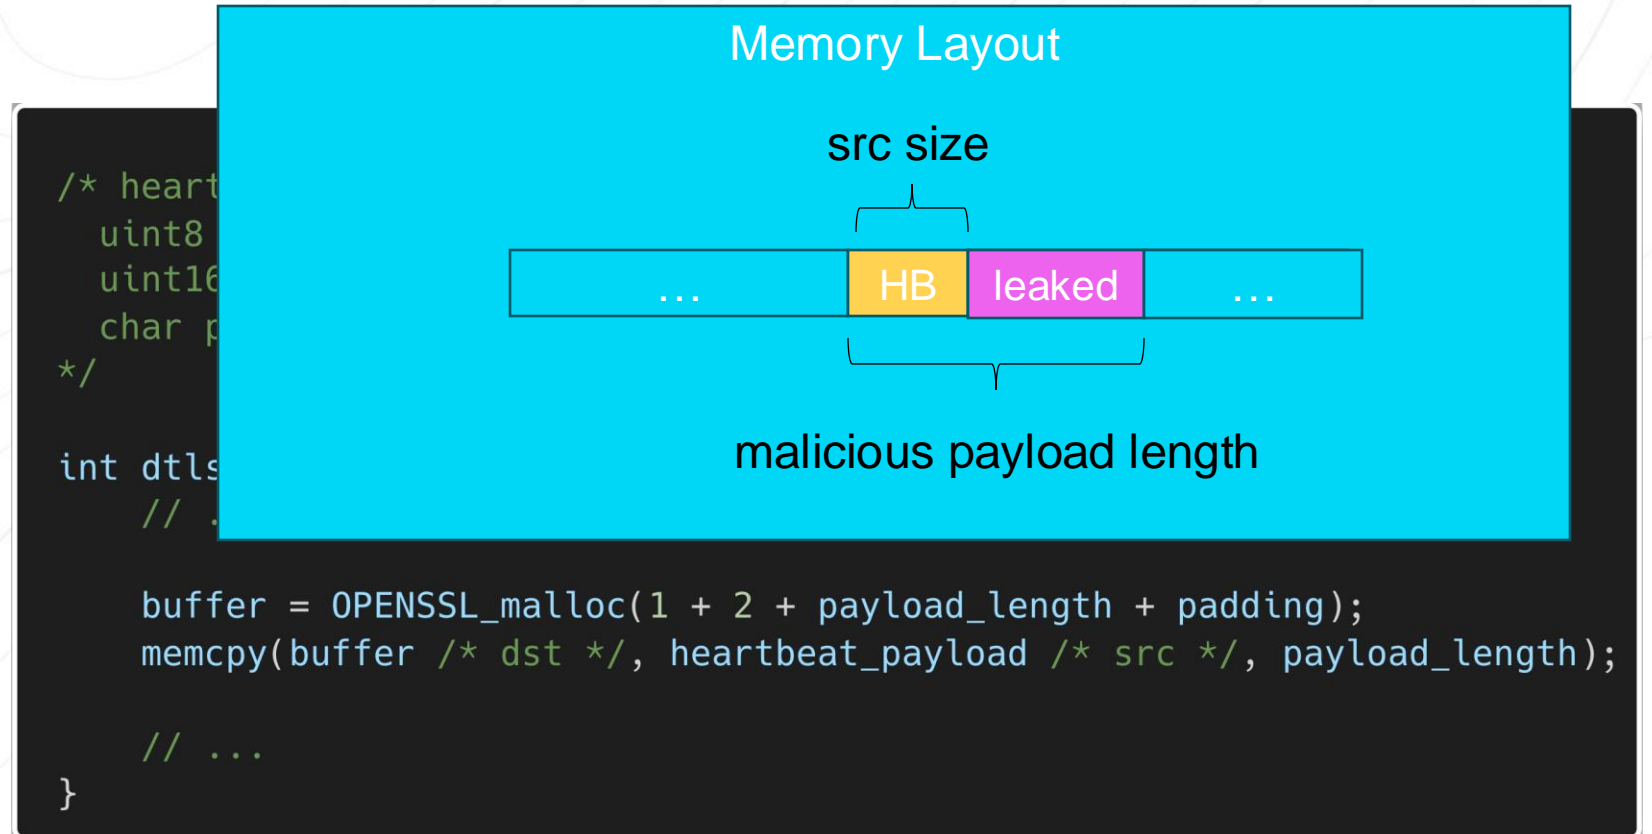 Memory Layout
src size
... HB leaked ...
malicious payload length
/* heart
uint8
uint16
char p
*/
int dtls
// .
buffer = OPENSSL_malloc(1 + 2 + payload_length + padding);
memcpy(buffer /* dst */, heartbeat_payload /* src */, payload_length);
// ...
}